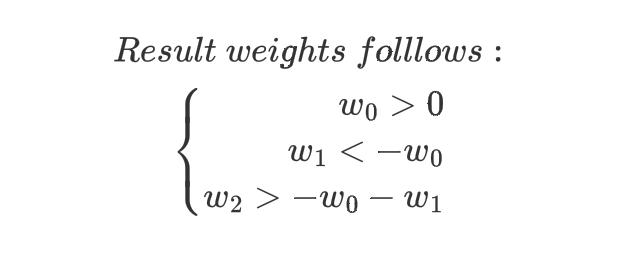 Result weights folllows :
w₀ > 0
w₁ < −w₀
w₂ > −w₀ − w₁